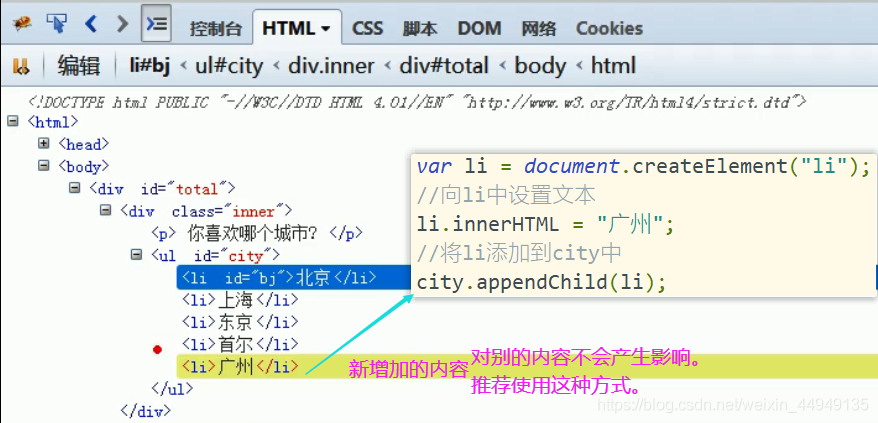 控制台 HTML CSS 脚本 DOM 网络 Cookies
编辑 li#bj < ul#city < div.inner < div#total < body < html
<!DOCTYPE html PUBLIC "-//W3C//DTD HTML 4.01//EN" "http://www.w3.org/TR/html4/strict.dtd">
<html>
<head>
<body>
<div id="total">
<div class="inner">
<p> 你喜欢哪个城市? </p>
<ul id="city">
<li id="bj">北京</li>
<li>上海</li>
<li>东京</li>
<li>首尔</li>
<li>广州</li>
</ul>
</div>
var li = document.createElement("li");
//向li中设置文本
li.innerHTML = "广州";
//将li添加到city中
city.appendChild(li);
新增加的内容
对别的内容不会产生影响。
推荐使用这种方式。
https://blog.csdn.net/weixin_44949135